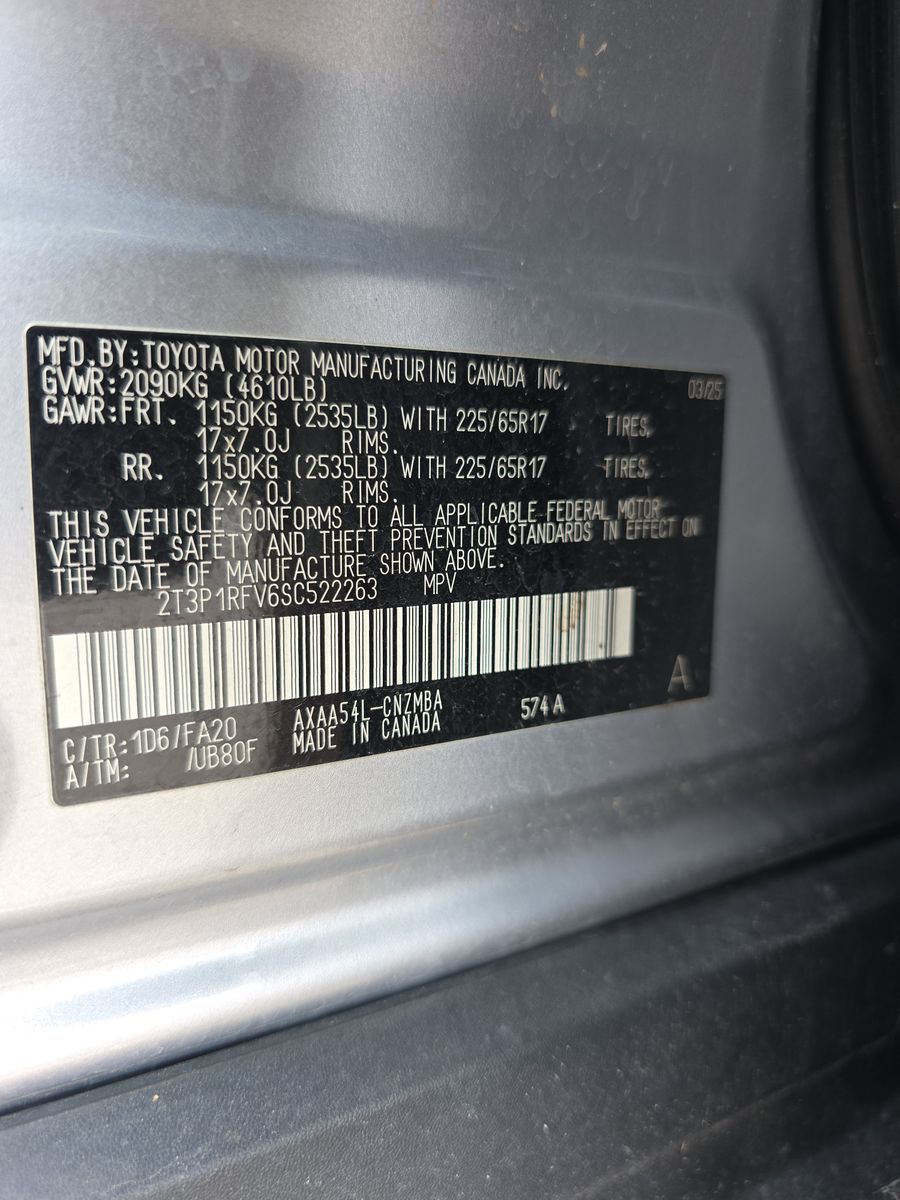 MFD.BY:TOYOTA MOTOR MANUFACTURING CANADA INC. 03/25
GVWR:2090KG (4610LB)
GAWR:FRT. 1150KG (2535LB) WITH 225/65R17 TIRES,
17x7.0J RIMS.
RR. 1150KG (2535LB) WITH 225/65R17 TIRES,
17x7.0J RIMS.
THIS VEHICLE CONFORMS TO ALL APPLICABLE FEDERAL MOTOR
VEHICLE SAFETY AND THEFT PREVENTION STANDARDS IN EFFECT ON
THE DATE OF MANUFACTURE SHOWN ABOVE.
2T3P1RFV6SC522263 MPV
A
C/TR:1D6/FA20 AXAA54L-CNZMBA 574A
A/TM: /UB80F MADE IN CANADA